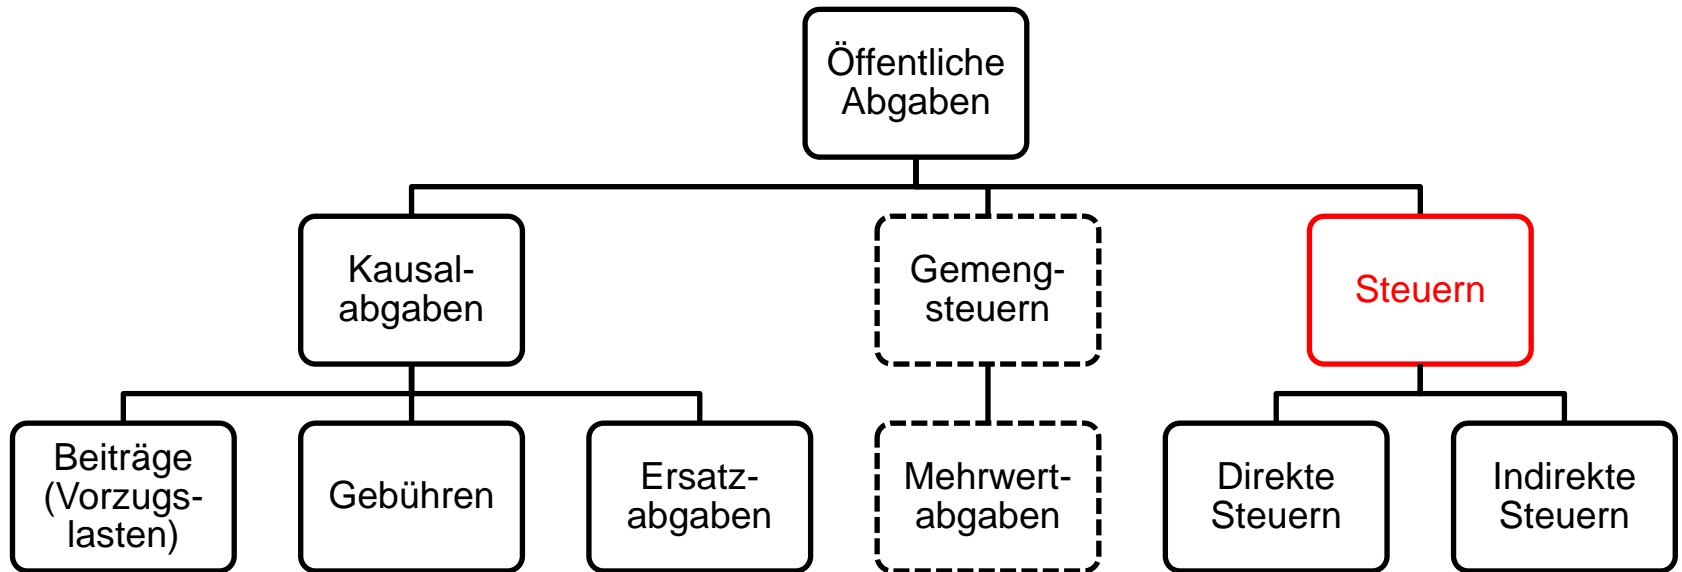 Öffentliche
Abgaben
Kausal-
abgaben
Gemeng-
steuern
Steuern
Beiträge
(Vorzugs-
lasten)
Gebühren
Ersatz-
abgaben
Mehrwert-
abgaben
Direkte
Steuern
Indirekte
Steuern